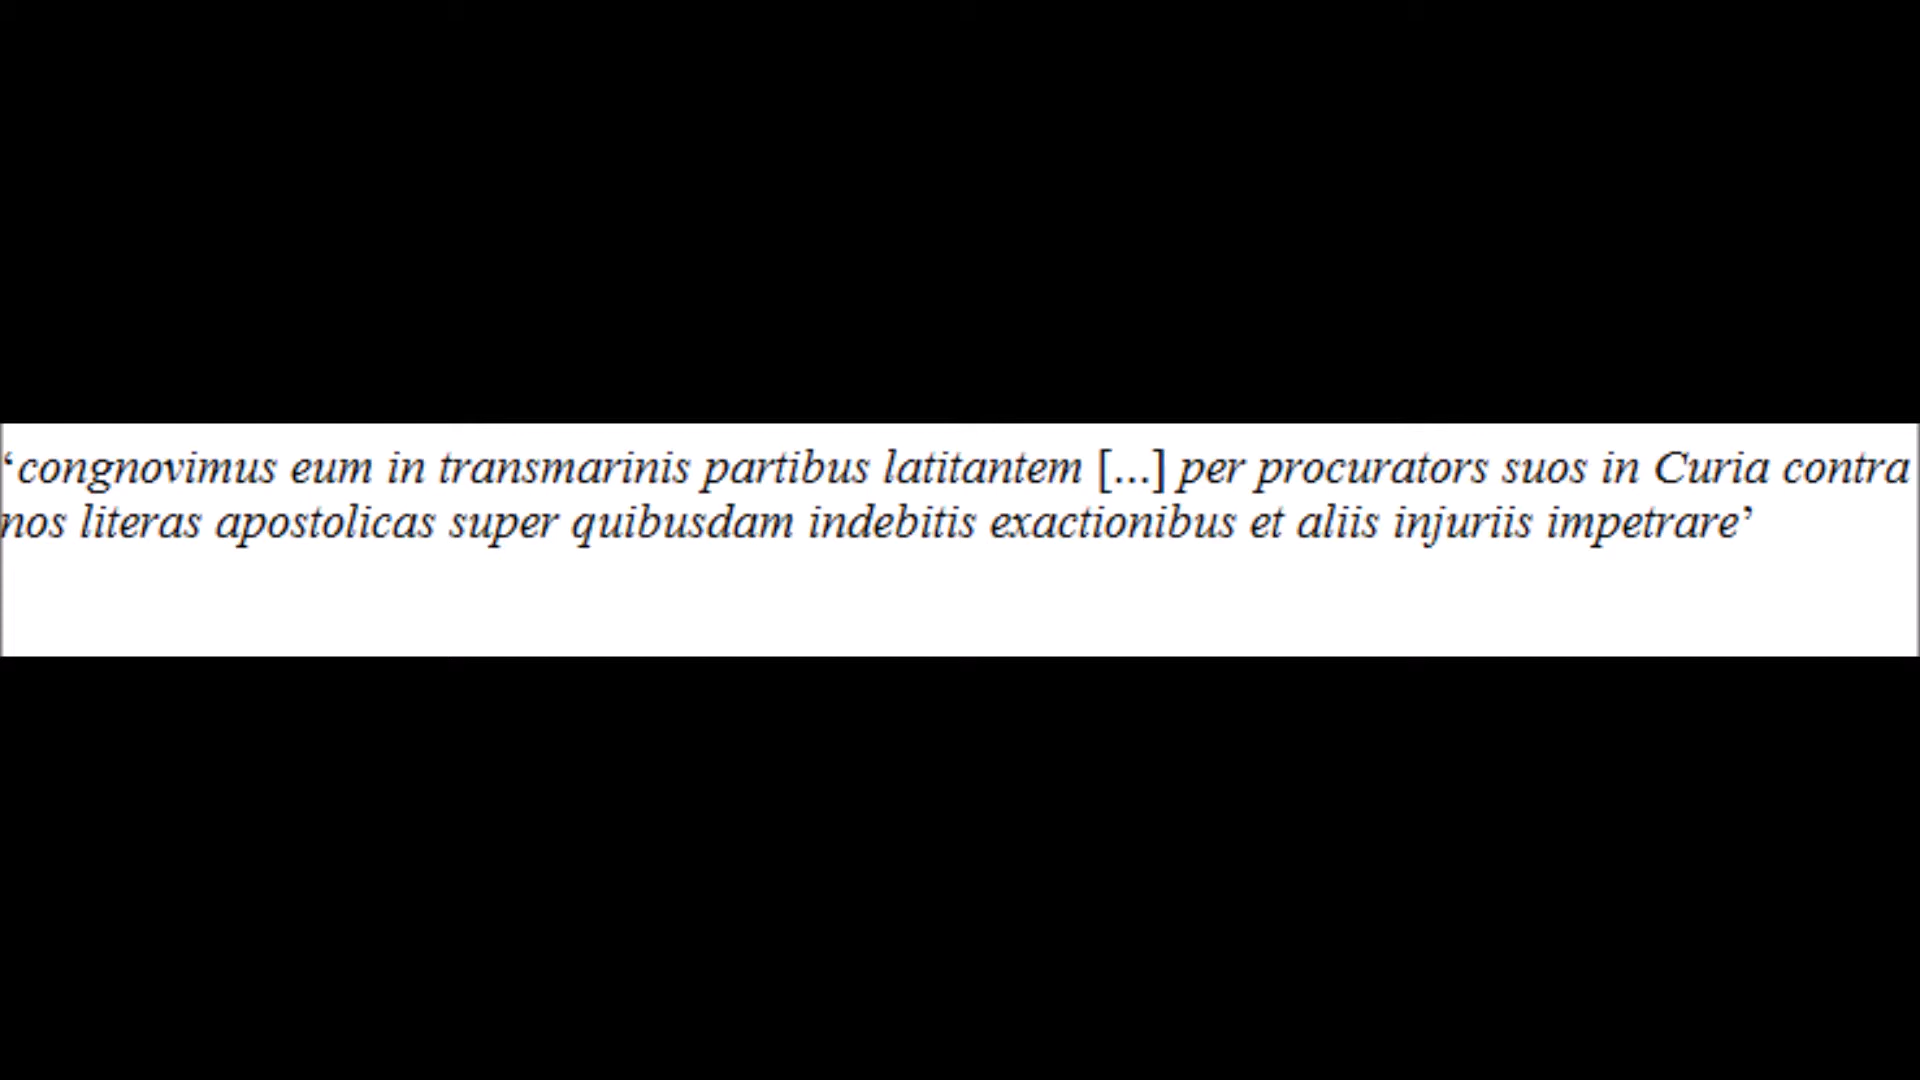 ‘congnovimus eum in transmarinis partibus latitantem [...] per procurators suos in Curia contra
nos literas apostolicas super quibusdam indebitis exactionibus et aliis injuriis impetrare’